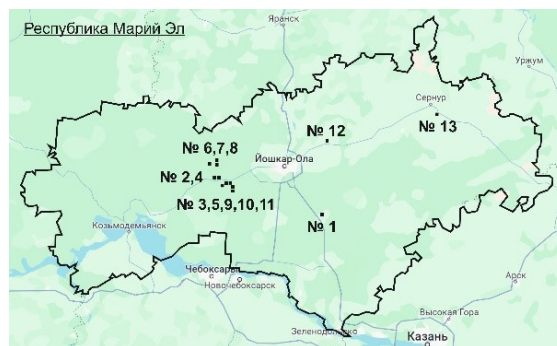 Республика Марий Эл
Яранск
Уржум
Сернур
№ 13
№ 12
№ 6,7,8
Йошкар-Ола
№ 2,4
№ 3,5,9,10,11
№ 1
Козьмодемьянск
Чебоксары
Новочебоксарск
Арск
Высокая Гора
Зеленодольск
Казань